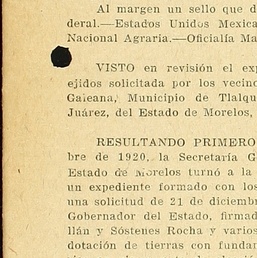 Al margen un sello que d
deral.—Estados Unidos Mexica
Nacional Agraria.—Oficialía Ma
VISTO en revisión el exp
ejidos solicitada por los vecin
Galeana, Municipio de Tlalqu
Juárez, del Estado de Morelos,
RESULTANDO PRIMERO
bre de 1920, la Secretaría G
Estado de Morelos turnó a la
un expediente formado con los
una solicitud de 21 de diciemb
Gobernador del Estado, firmad
llán y Sóstenes Rocha y varios
dotación de tierras con fundam